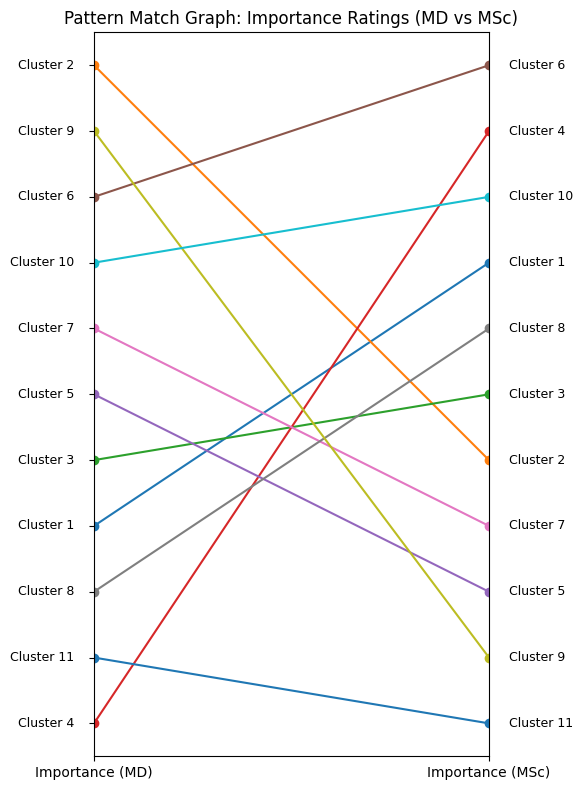 Pattern Match Graph: Importance Ratings (MD vs MSc)
Cluster 2
Cluster 9
Cluster 6
Cluster 10
Cluster 7
Cluster 5
Cluster 3
Cluster 1
Cluster 8
Cluster 11
Cluster 4
Cluster 6
Cluster 4
Cluster 10
Cluster 1
Cluster 8
Cluster 3
Cluster 2
Cluster 7
Cluster 5
Cluster 9
Cluster 11
Importance (MD)
Importance (MSc)